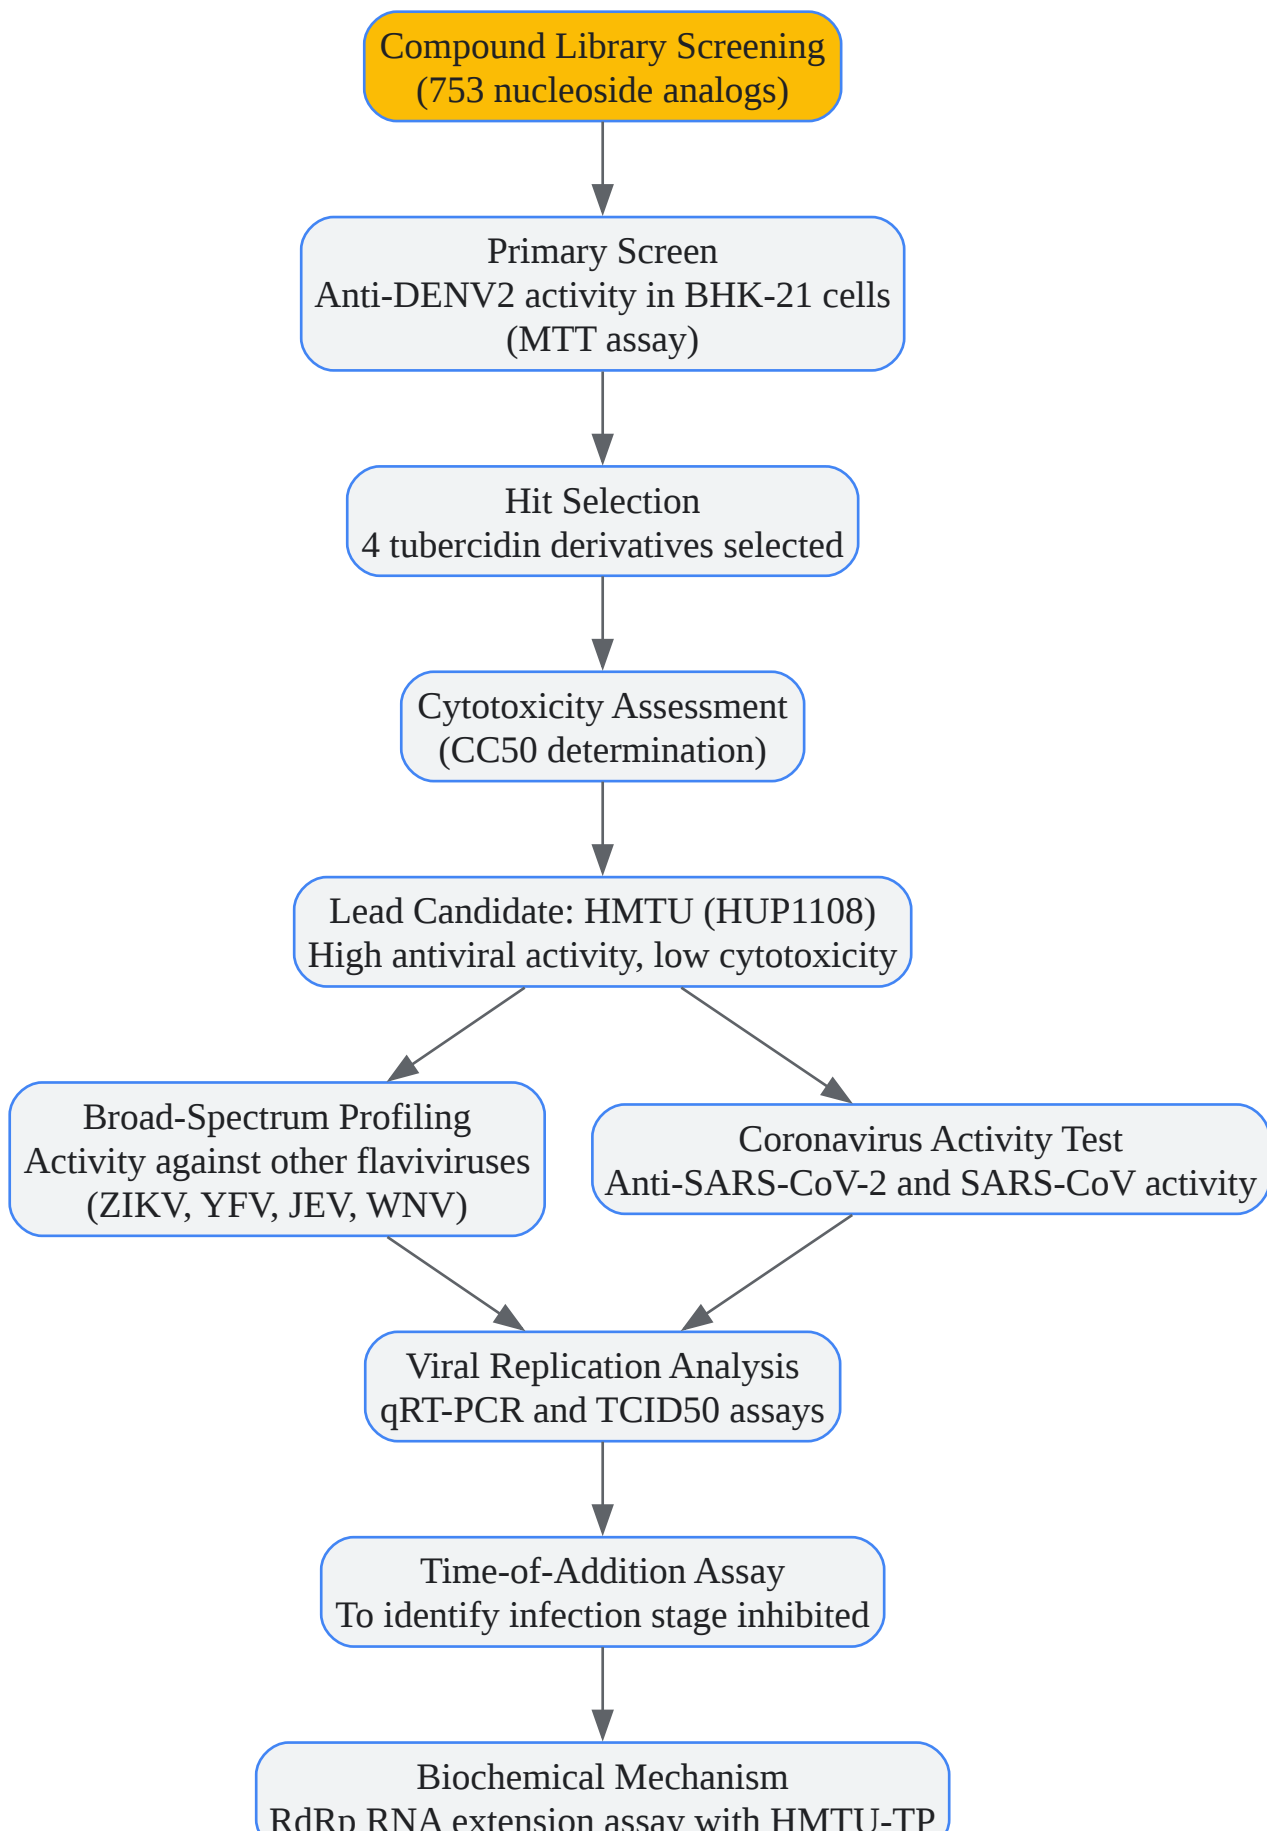 Compound Library Screening
(753 nucleoside analogs)
Primary Screen
Anti-DENV2 activity in BHK-21 cells
(MTT assay)
Hit Selection
4 tubercidin derivatives selected
Cytotoxicity Assessment
(CC50 determination)
Lead Candidate: HMTU (HUP1108)
High antiviral activity, low cytotoxicity
Broad-Spectrum Profiling
Activity against other flaviviruses
(ZIKV, YFV, JEV, WNV)
Coronavirus Activity Test
Anti-SARS-CoV-2 and SARS-CoV activity
Viral Replication Analysis
qRT-PCR and TCID50 assays
Time-of-Addition Assay
To identify infection stage inhibited
Biochemical Mechanism
RdRp RNA extension assay with HMTU-TP